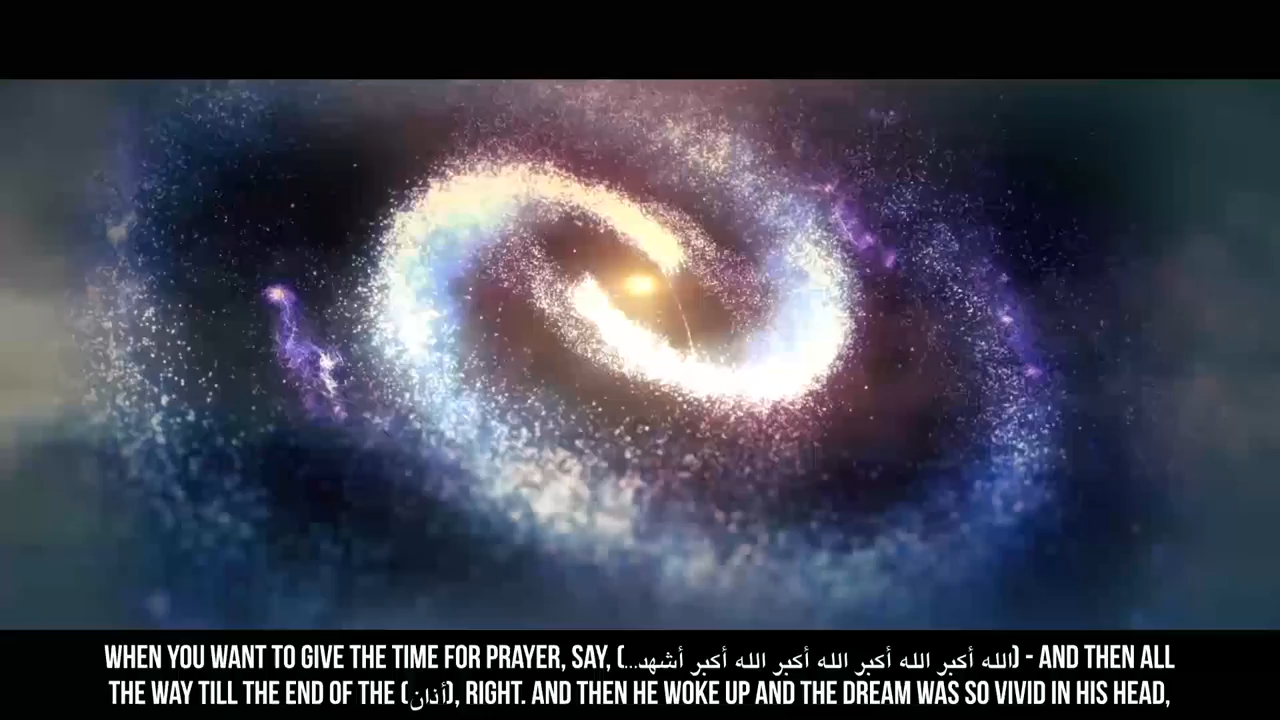 WHEN YOU WANT TO GIVE THE TIME FOR PRAYER, SAY, (الله أكبر الله أكبر الله أكبر الله أكبر أشهد...) - AND THEN ALL
THE WAY TILL THE END OF THE (أذان), RIGHT. AND THEN HE WOKE UP AND THE DREAM WAS SO VIVID IN HIS HEAD,